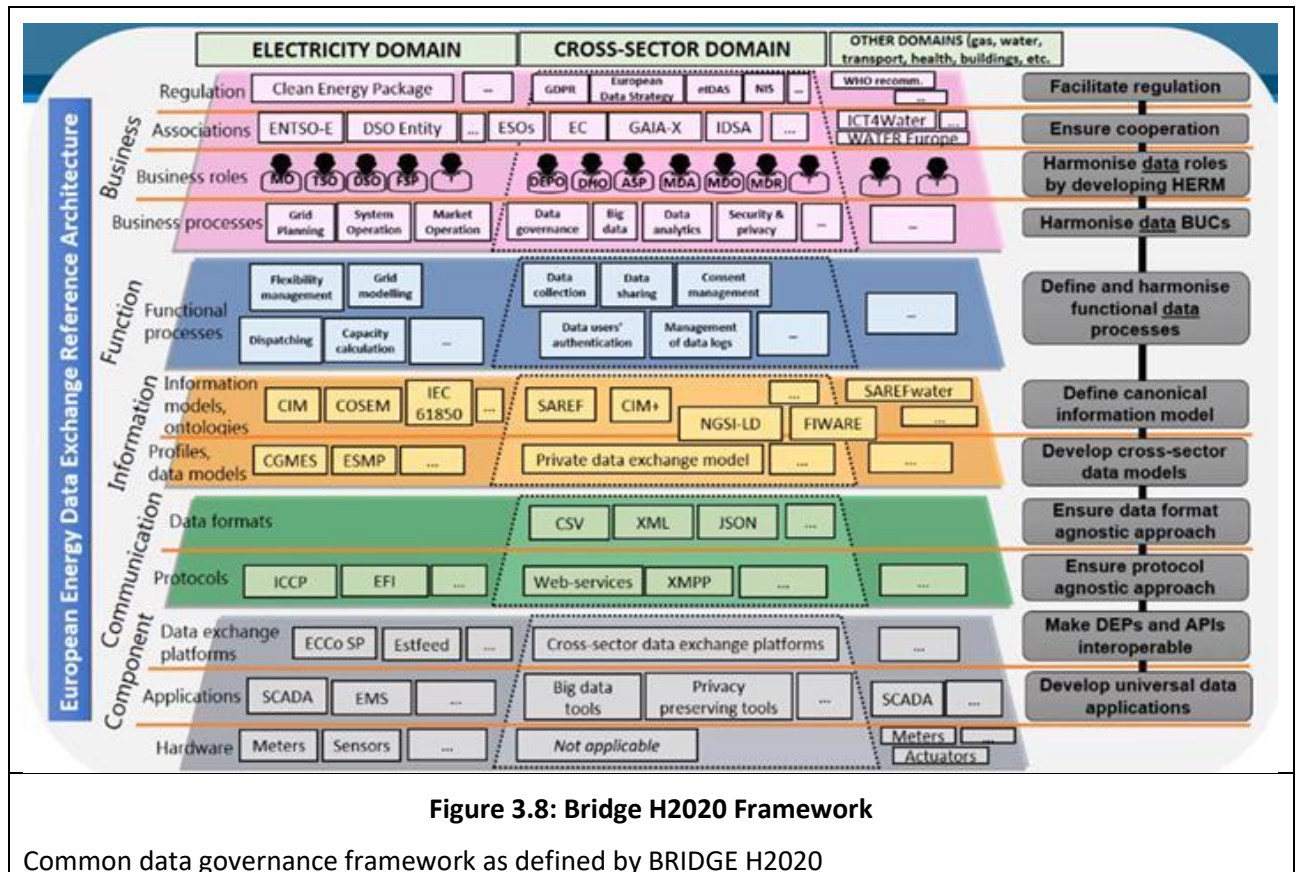 ELECTRICITY DOMAIN
CROSS-SECTOR DOMAIN
OTHER DOMAINS (gas, water,
transport, health, buildings, etc.
European Energy Data Exchange Reference Architecture
Business
Regulation
Clean Energy Package
...
GDPR
European
Data Strategy
eIDAS
NIS
...
WHO recomm.
...
Facilitate regulation
Associations
ENTSO-E
DSO Entity
...
ESOs
EC
GAIA-X
IDSA
...
ICT4Water
...
WATER Europe
Ensure cooperation
Business roles
MO
TSO
DSO
FSP
DEPO
DHO
ASP
MDA
MDO
MDR
Harmonise data roles
by developing HERM
Business processes
Grid
Planning
System
Operation
Market
Operation
Data
governance
Big
data
Data
analytics
Security &
privacy
...
...
Harmonise data BUCs
Function
Functional
processes
Flexibility
management
Grid
modelling
Dispatching
Capacity
calculation
...
Data
collection
Data
sharing
Consent
management
Data users'
authentication
Management
of data logs
...
...
Define and harmonise
functional data
processes
Information
Information
models,
ontologies
CIM
COSEM
IEC
61850
...
SAREF
CIM+
...
NGSI-LD
FIWARE
SAREFwater
...
Define canonical
information model
Profiles,
data models
CGMES
ESMP
...
Private data exchange model
...
...
Develop cross-sector
data models
Communication
Data formats
CSV
XML
JSON
...
Ensure data format
agnostic approach
Protocols
ICCP
EFI
...
Web-services
XMPP
...
...
Ensure protocol
agnostic approach
Component
Data exchange
platforms
ECCo SP
Estfeed
...
Cross-sector data exchange platforms
...
Make DEPs and APIs
interoperable
Applications
SCADA
EMS
...
Big data
tools
Privacy
preserving tools
...
SCADA
...
Develop universal data
applications
Hardware
Meters
Sensors
...
Not applicable
Meters
...
Actuators
Figure 3.8: Bridge H2020 Framework
Common data governance framework as defined by BRIDGE H2020